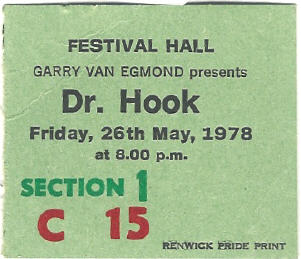 FESTIVAL HALL
GARRY VAN EGMOND presents
Dr. Hook
Friday, 26th May, 1978
at 8.00 p.m.
SECTION 1
C 15
RENWICK PRIDE PRINT